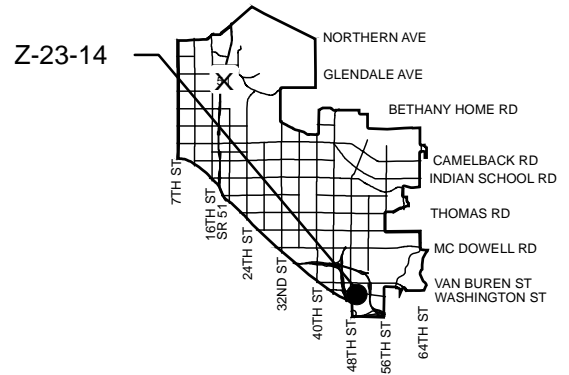 Z-23-14
NORTHERN AVE
GLENDALE AVE
BETHANY HOME RD
CAMELBACK RD
INDIAN SCHOOL RD
THOMAS RD
MC DOWELL RD
VAN BUREN ST
WASHINGTON ST
7TH ST
16TH ST
SR 51
24TH ST
32ND ST
40TH ST
48TH ST
56TH ST
64TH ST